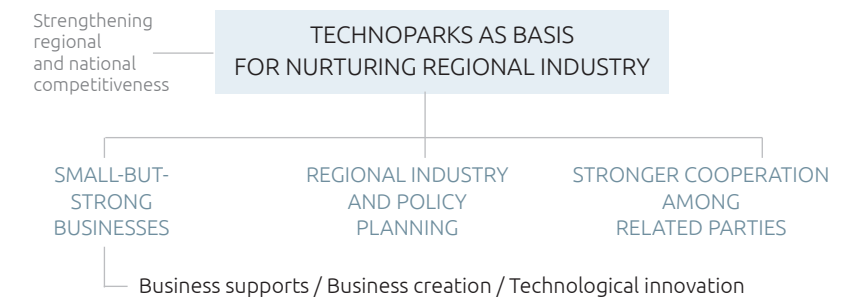 Strengthening
regional
and national
competitiveness
TECHNOPARKS AS BASIS
FOR NURTURING REGIONAL INDUSTRY
SMALL-BUT-
STRONG
BUSINESSES
REGIONAL INDUSTRY
AND POLICY
PLANNING
STRONGER COOPERATION
AMONG
RELATED PARTIES
Business supports / Business creation / Technological innovation